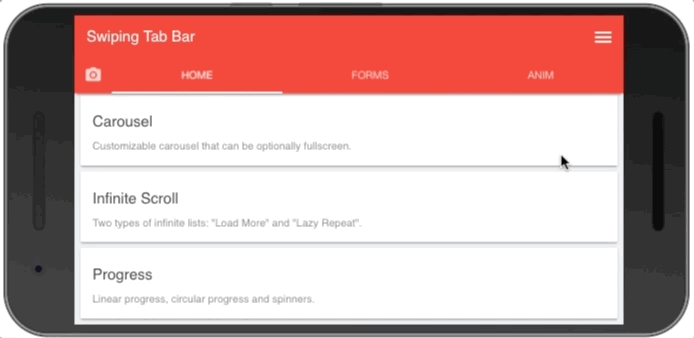 Swiping Tab Bar
HOME FORMS ANIM
Carousel
Customizable carousel that can be optionally fullscreen.
Infinite Scroll
Two types of infinite lists: "Load More" and "Lazy Repeat".
Progress
Linear progress, circular progress and spinners.